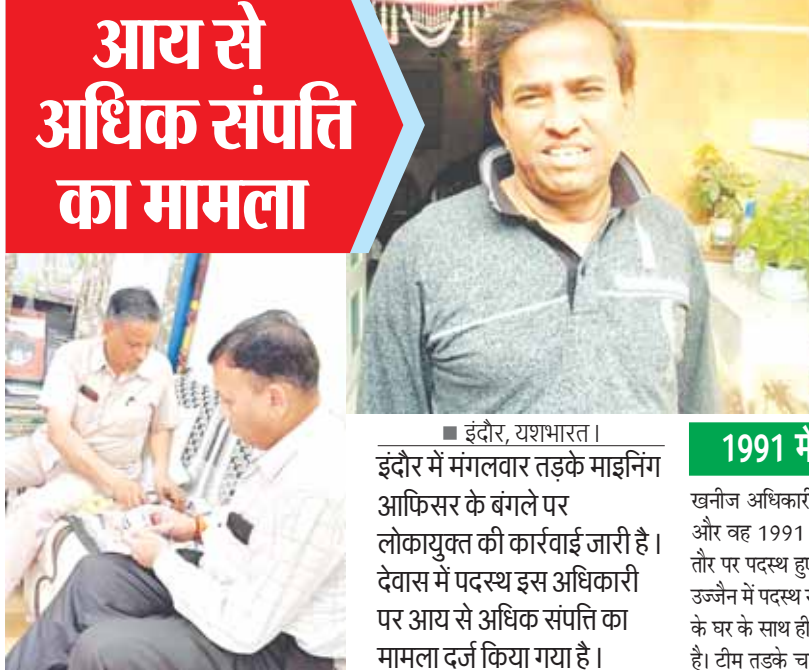 आय से
अधिक संपत्ति
का मामला
■ इंदौर, यशभारत।
इंदौर में मंगलवार तड़के माइनिंग
आफिसर के बंगले पर
लोकायुक्त की कार्रवाई जारी है।
देवास में पदस्थ इस अधिकारी
पर आय से अधिक संपत्ति का
मामला दर्ज किया गया है।
1991 में
खनीज अधिकारी
और वह 1991
तौर पर पदस्थ
उज्जैन में पदस्थ
के घर के साथ ही
है। टीम तड़के